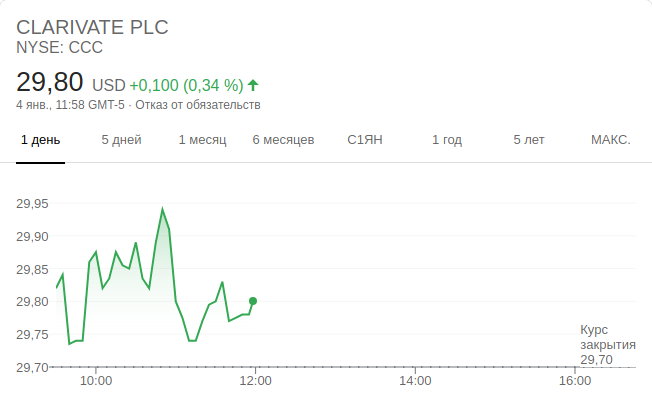 CLARIVATE PLC
NYSE: CCC
29,80 USD +0,100 (0,34 %)
4 янв., 11:58 GMT-5 · Отказ от обязательств
1 день 5 дней 1 месяц 6 месяцев С1ЯН 1 год 5 лет МАКС.
29,95
29,90
29,85
29,80
29,75
29,70
Курс
закрытия
29,70
10:00 12:00 14:00 16:00